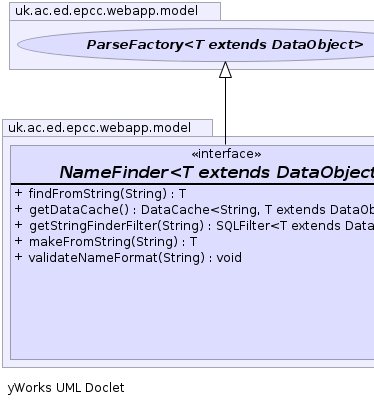 uk.ac.ed.epcc.webapp.model
ParseFactory<T extends DataObject>
uk.ac.ed.epcc.webapp.model
«interface»
NameFinder<T extends DataObject
+ findFromString(String) : T
+ getDataCache() : DataCache<String, T extends DataOb
+ getStringFinderFilter(String) : SQLFilter<T extends Data
+ makeFromString(String) : T
+ validateNameFormat(String) : void
yWorks UML Doclet